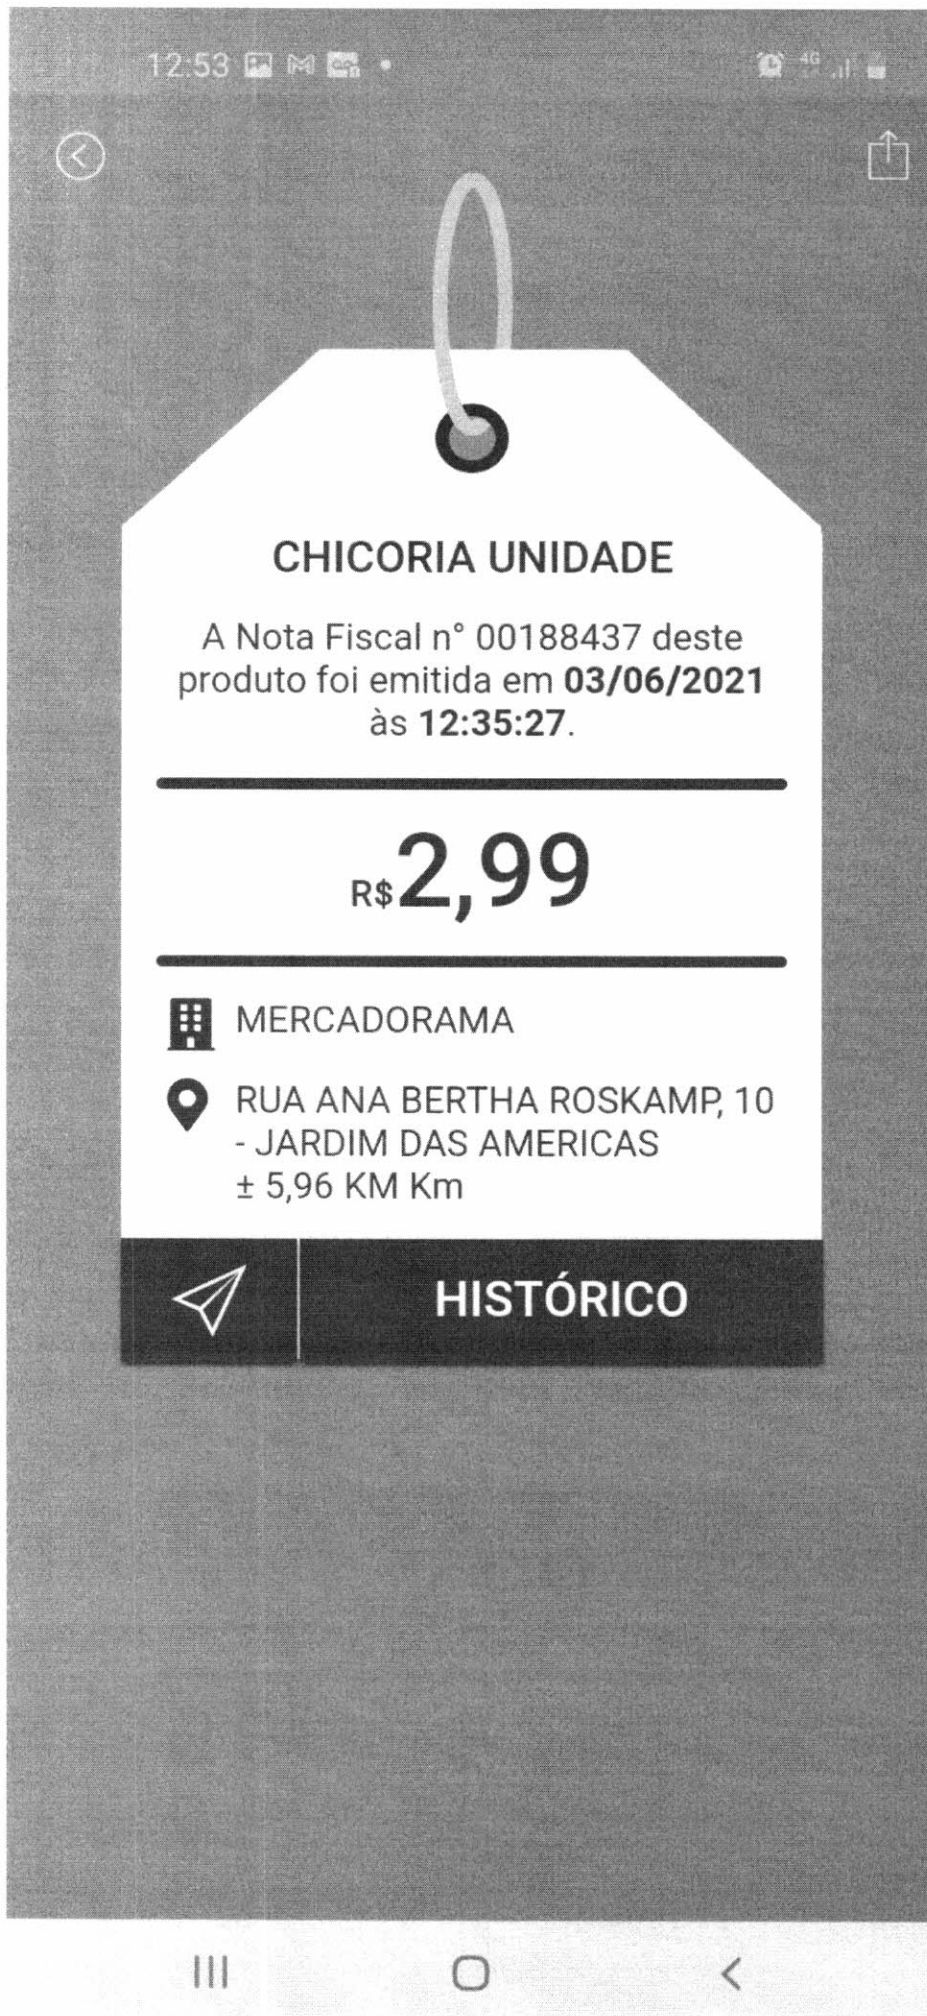 12:53
4G
CHICORIA UNIDADE
A Nota Fiscal n° 00188437 deste
produto foi emitida em 03/06/2021
às 12:35:27.
R$2,99
MERCADORAMA
RUA ANA BERTHA ROSKAMP, 10
- JARDIM DAS AMERICAS
± 5,96 KM Km
HISTÓRICO